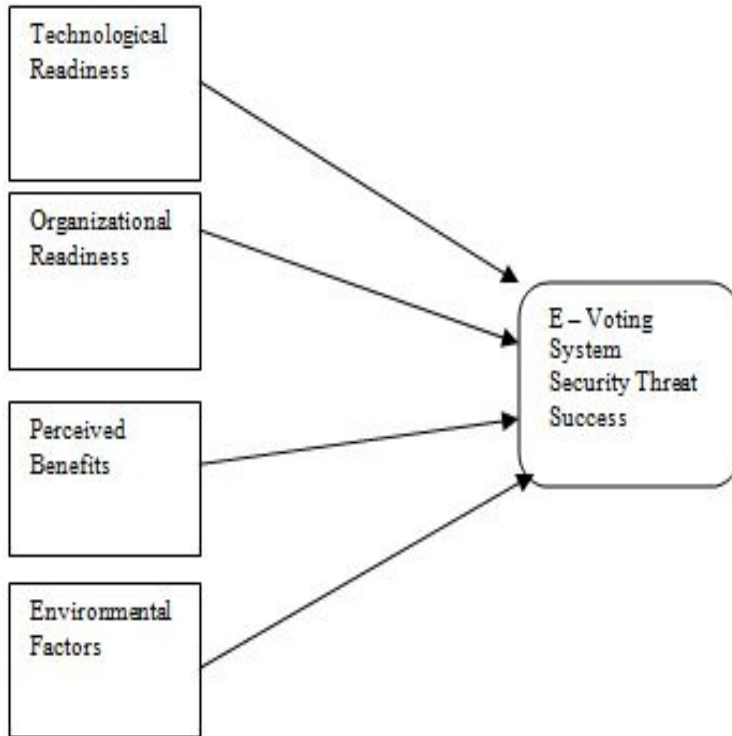 Technological
Readiness
Organizational
Readiness
E – Voting
System
Security Threat
Success
Perceived
Benefits
Environmental
Factors